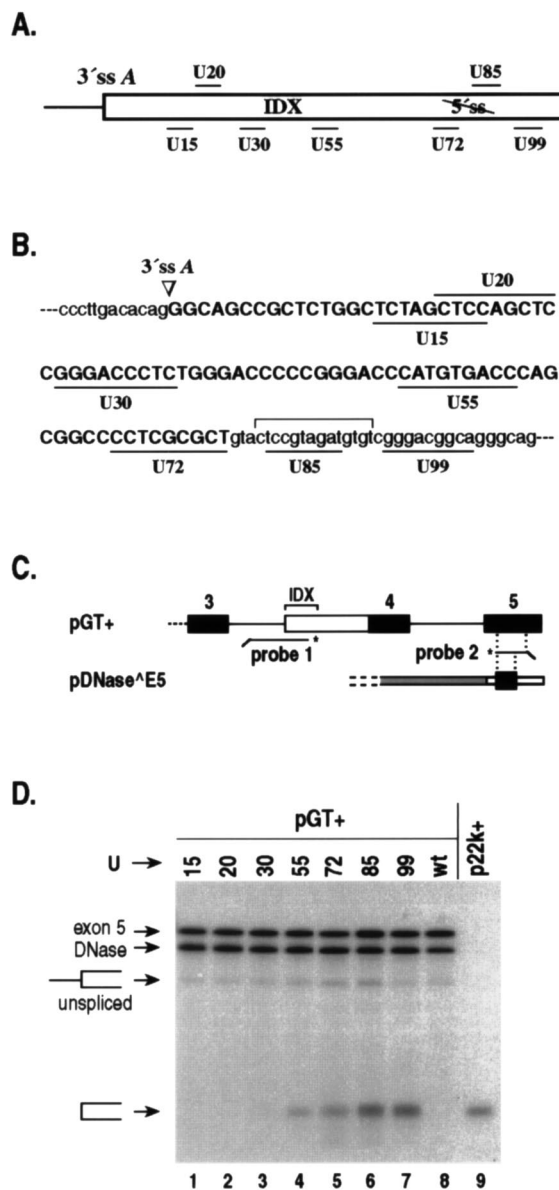 A.
3´ss A U20 U85
IDX 5´ss
U15 U30 U55 U72 U99
B.
3´ss A
U20
---cccttgacacagGGCAGCCGCTCTGGCTCTAGCTCCAGCTC
U15
CGGGACCCTCTGGGACCCCCGGGACCCATGTGACCCAG
U30 U55
CGGCCCCTCGCGCTgtactccgtagatgtgtcgggacggcagggcag---
U72 U85 U99
C.
IDX
3 4 5
pGT+
probe 1 * * probe 2
pDNase^E5
D.
pGT+
U → 15 20 30 55 72 85 99 wt p22k+
exon 5 →
DNase →
→
unspliced
→
1 2 3 4 5 6 7 8 9